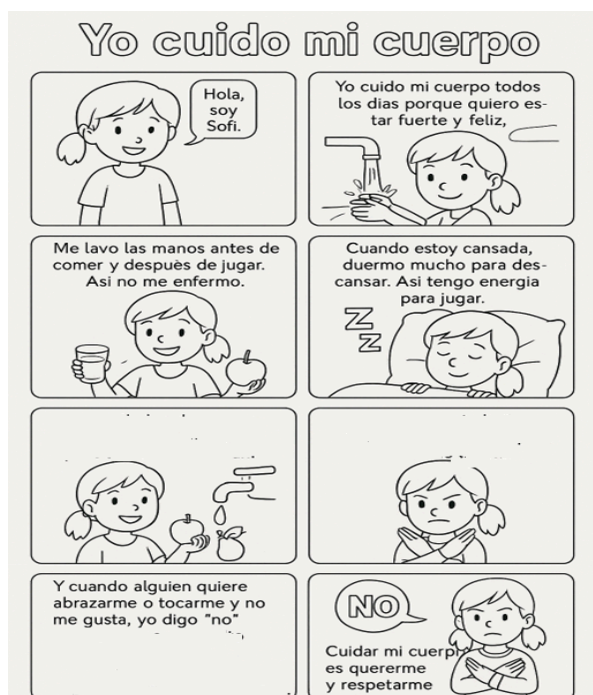 Yo cuido mi cuerpo
Hola,
soy
Sofi.
Yo cuido mi cuerpo todos
los dias porque quiero es-
tar fuerte y feliz,
Me lavo las manos antes de
comer y despuès de jugar.
Asi no me enfermo.
Cuando estoy cansada,
duermo mucho para des-
cansar. Asi tengo energia
para jugar.
Z
Z
Y cuando alguien quiere
abrazarme o tocarme y no
me gusta, yo digo "no"
NO
Cuidar mi cuerp
es quererme
y respetarme